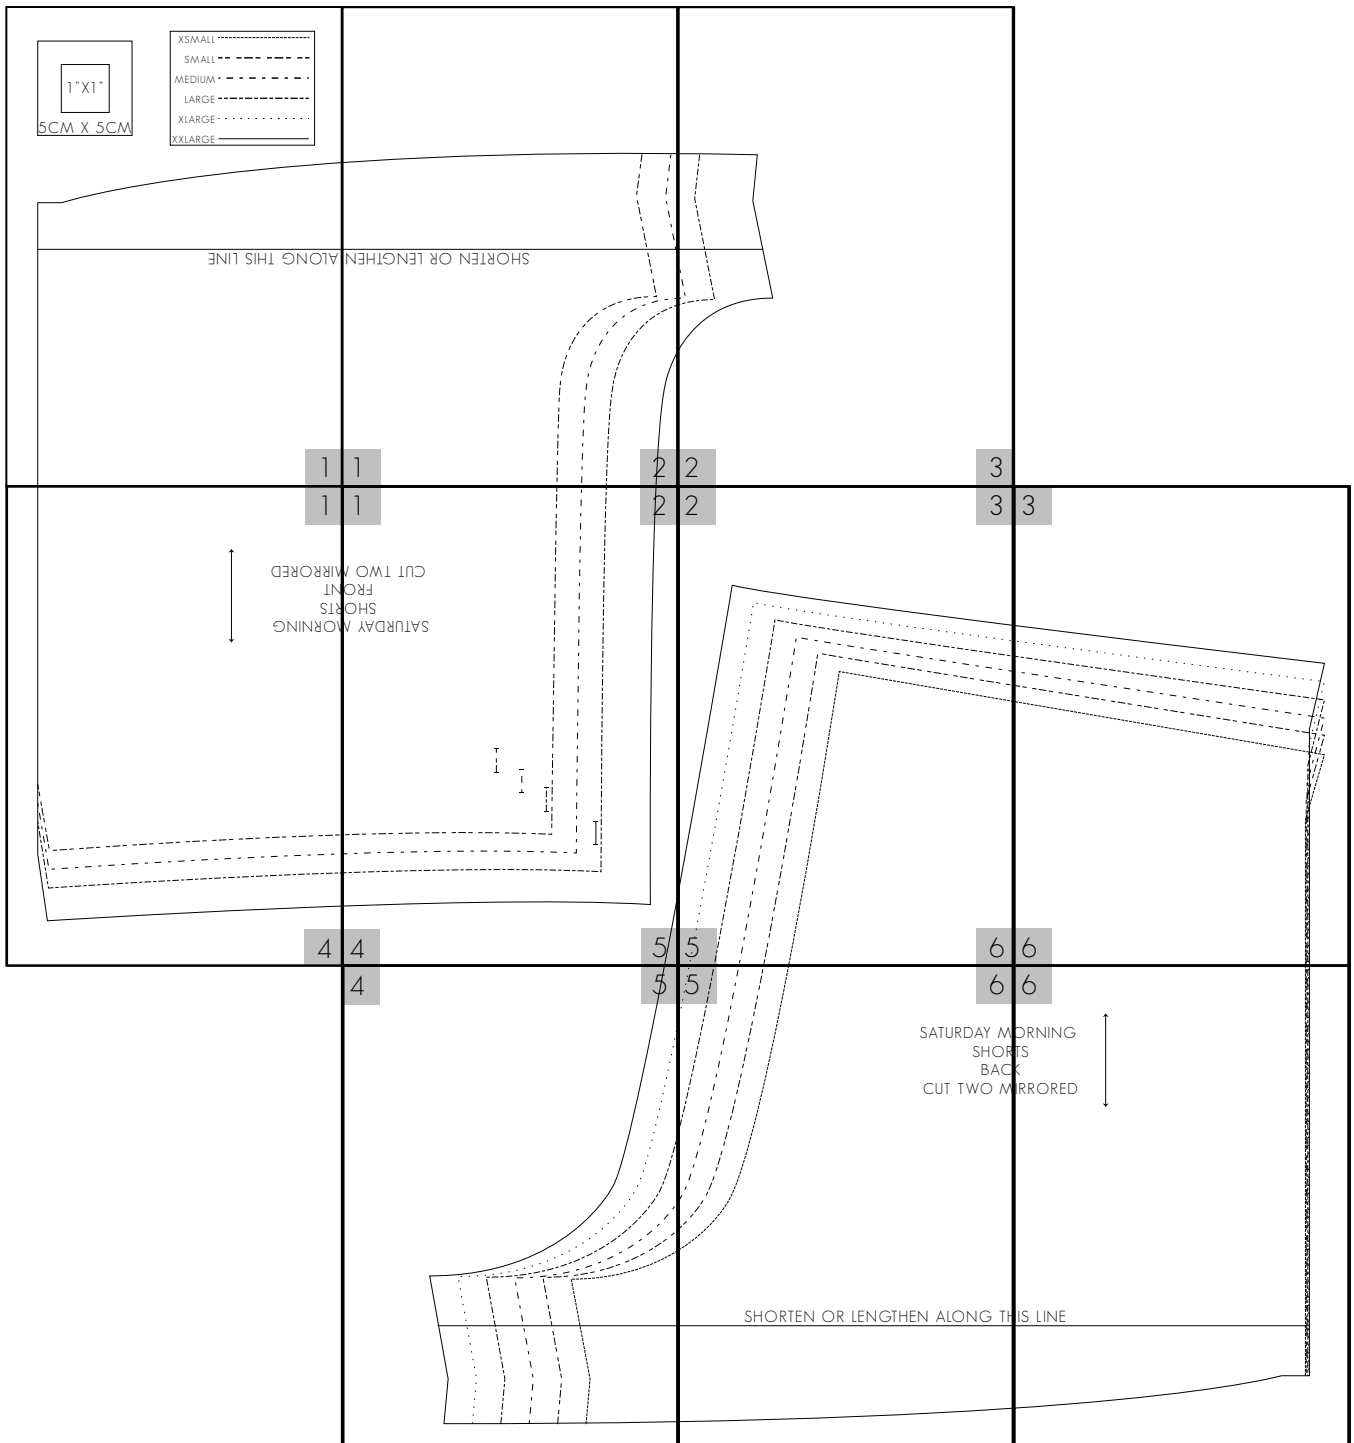 1"X1"
5CM X 5CM
XSMALL
SMALL
MEDIUM
LARGE
XLARGE
XXLARGE
SHORTEN OR LENGTHEN ALONG THIS LINE
1 1
1 1
2 2
2 2
3
3 3
SATURDAY MORNING
SHORTS
FRONT
CUT TWO MIRRORED
4 4
4
5 5
5 5
6 6
6 6
SATURDAY MORNING
SHORTS
BACK
CUT TWO MIRRORED
SHORTEN OR LENGTHEN ALONG THIS LINE